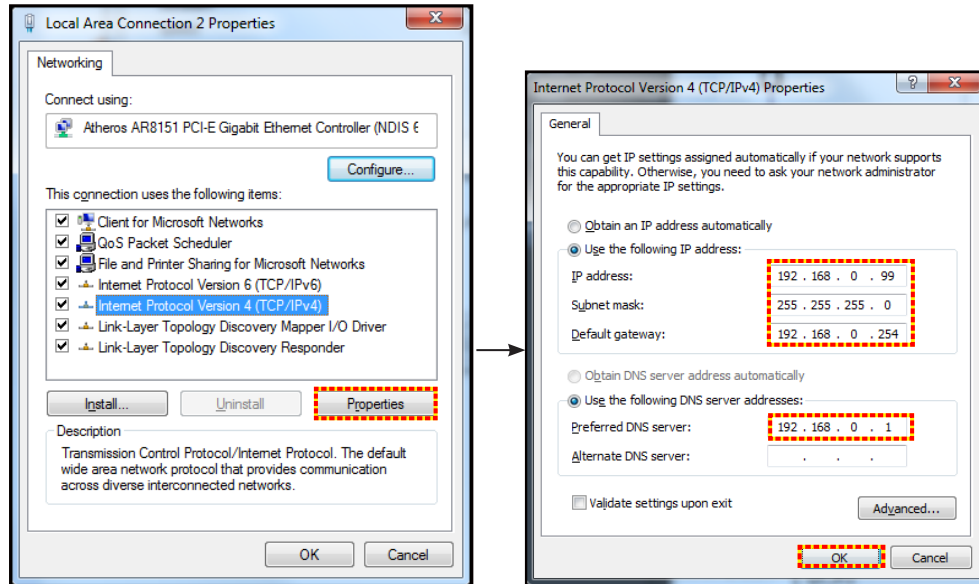 Local Area Connection 2 Properties
Networking
Connect using:
Atheros AR8151 PCI-E Gigabit Ethernet Controller (NDIS 6
Configure...
This connection uses the following items:
Client for Microsoft Networks
QoS Packet Scheduler
File and Printer Sharing for Microsoft Networks
Internet Protocol Version 6 (TCP/IPv6)
Internet Protocol Version 4 (TCP/IPv4)
Link-Layer Topology Discovery Mapper I/O Driver
Link-Layer Topology Discovery Responder
Install...
Uninstall
Properties
Description
Transmission Control Protocol/Internet Protocol. The default
wide area network protocol that provides communication
across diverse interconnected networks.
OK
Cancel
Internet Protocol Version 4 (TCP/IPv4) Properties
General
You can get IP settings assigned automatically if your network supports
this capability. Otherwise, you need to ask your network administrator
for the appropriate IP settings.
Obtain an IP address automatically
Use the following IP address:
IP address: 192 . 168 . 0 . 99
Subnet mask: 255 . 255 . 255 . 0
Default gateway: 192 . 168 . 0 . 254
Obtain DNS server address automatically
Use the following DNS server addresses:
Preferred DNS server: 192 . 168 . 0 . 1
Alternate DNS server: . . .
Validate settings upon exit
Advanced...
OK
Cancel